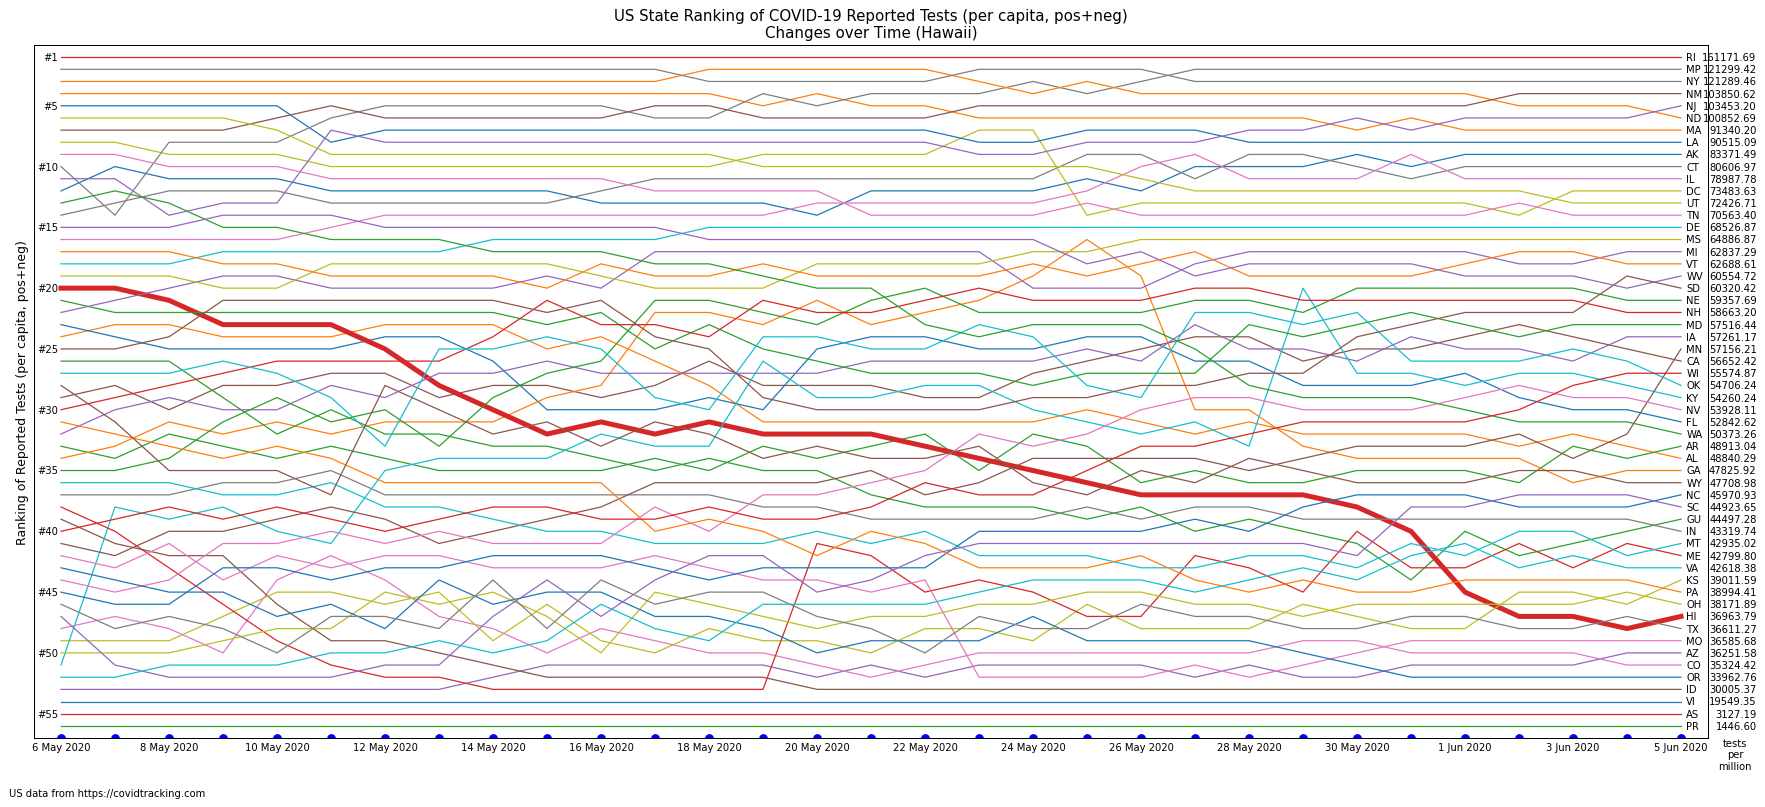 US State Ranking of COVID-19 Reported Tests (per capita, pos+neg)
Changes over Time (Hawaii)
Ranking of Reported Tests (per capita, pos+neg)
#1
#5
#10
#15
#20
#25
#30
#35
#40
#45
#50
#55
RI 161171.69
MP 121299.42
NY 121289.46
NM 103850.62
NJ 103453.20
ND 100852.69
MA 91340.20
LA 90515.09
AK 83371.49
CT 80606.97
IL 78987.78
DC 73483.63
UT 72426.71
TN 70563.40
DE 68526.87
MS 64886.87
MI 62837.29
VT 62688.61
WV 60554.72
SD 60320.42
NE 59357.69
NH 58663.20
MD 57516.44
IA 57261.17
MN 57156.21
CA 56652.42
WI 55574.87
OK 54706.24
KY 54260.24
NV 53928.11
FL 52842.62
WA 50373.26
AR 48913.04
AL 48840.29
GA 47825.92
WY 47708.98
NC 45970.93
SC 44923.65
GU 44497.28
IN 43319.74
MT 42935.02
ME 42799.80
VA 42618.38
KS 39011.59
PA 38994.41
OH 38171.89
HI 36963.79
TX 36611.27
MO 36585.68
AZ 36251.58
CO 35324.42
OR 33962.76
ID 30005.37
VI 19549.35
AS 3127.19
PR 1446.60
6 May 2020
8 May 2020
10 May 2020
12 May 2020
14 May 2020
16 May 2020
18 May 2020
20 May 2020
22 May 2020
24 May 2020
26 May 2020
28 May 2020
30 May 2020
1 Jun 2020
3 Jun 2020
5 Jun 2020
tests
per
million
US data from https://covidtracking.com